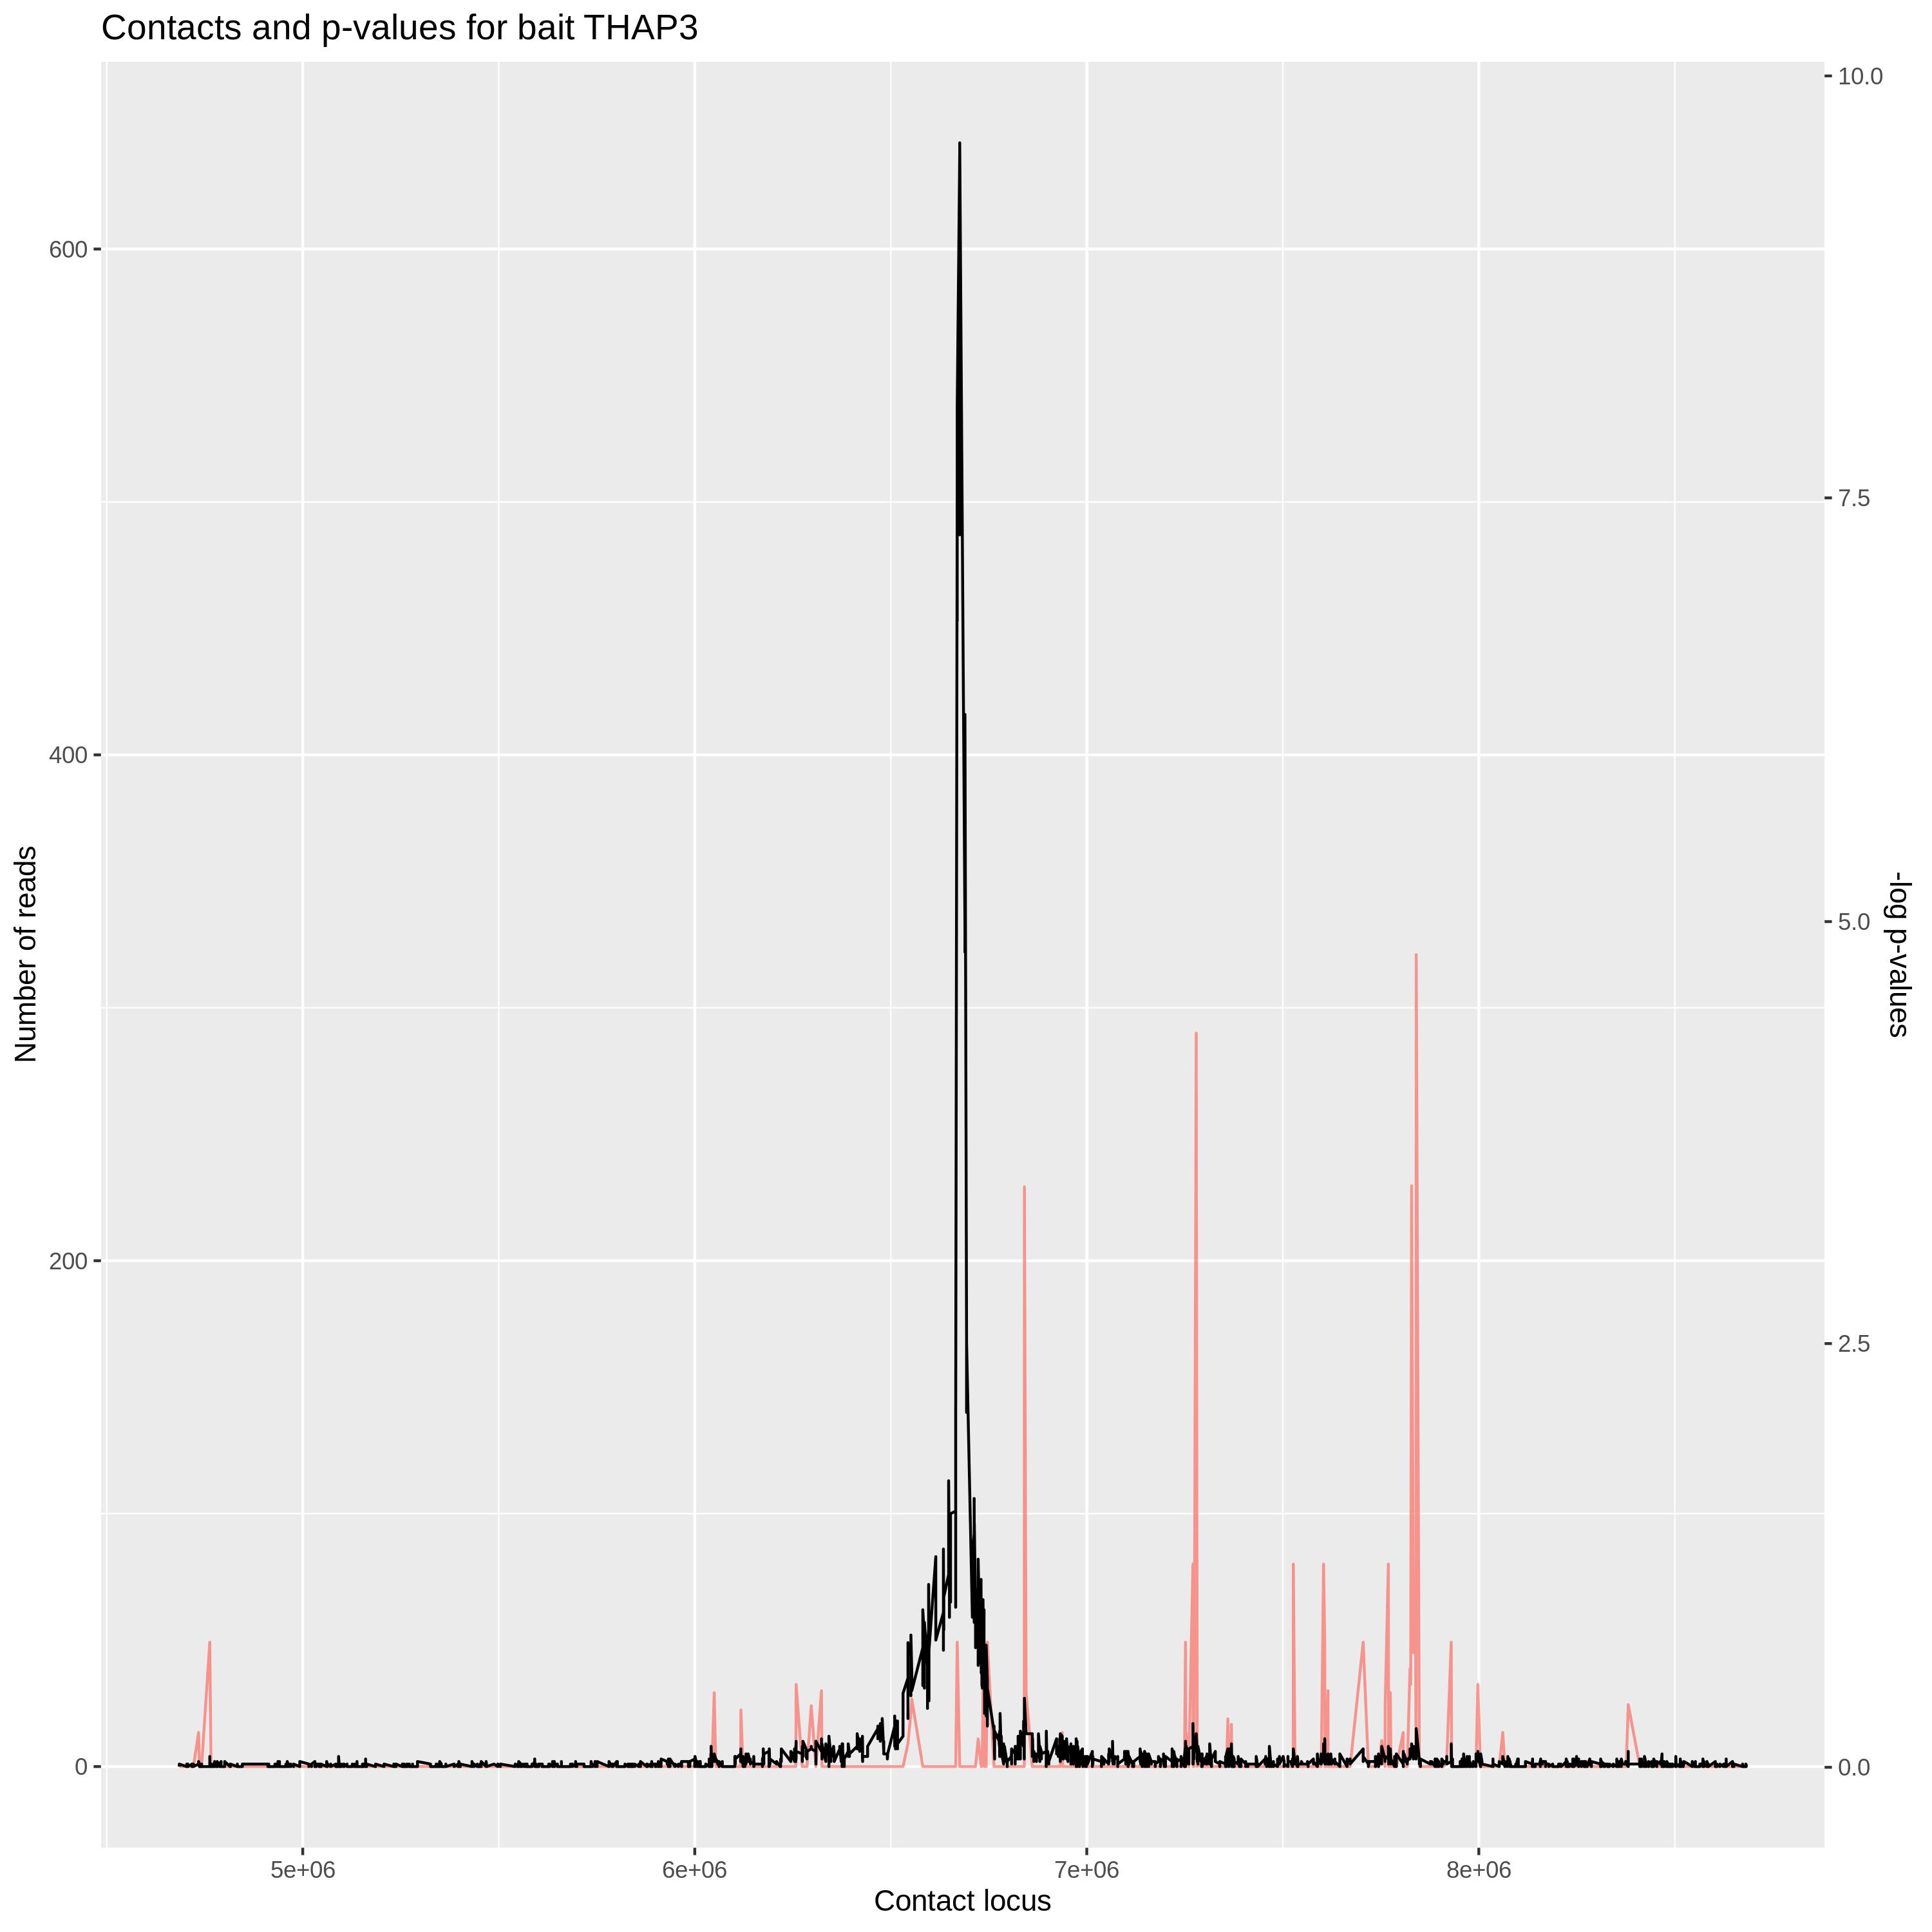 Contacts and p-values for bait THAP3
10.0
600
7.5
400
5.0
Number of reads
-log p-values
200
2.5
0
0.0
5e+06
6e+06
7e+06
8e+06
Contact locus